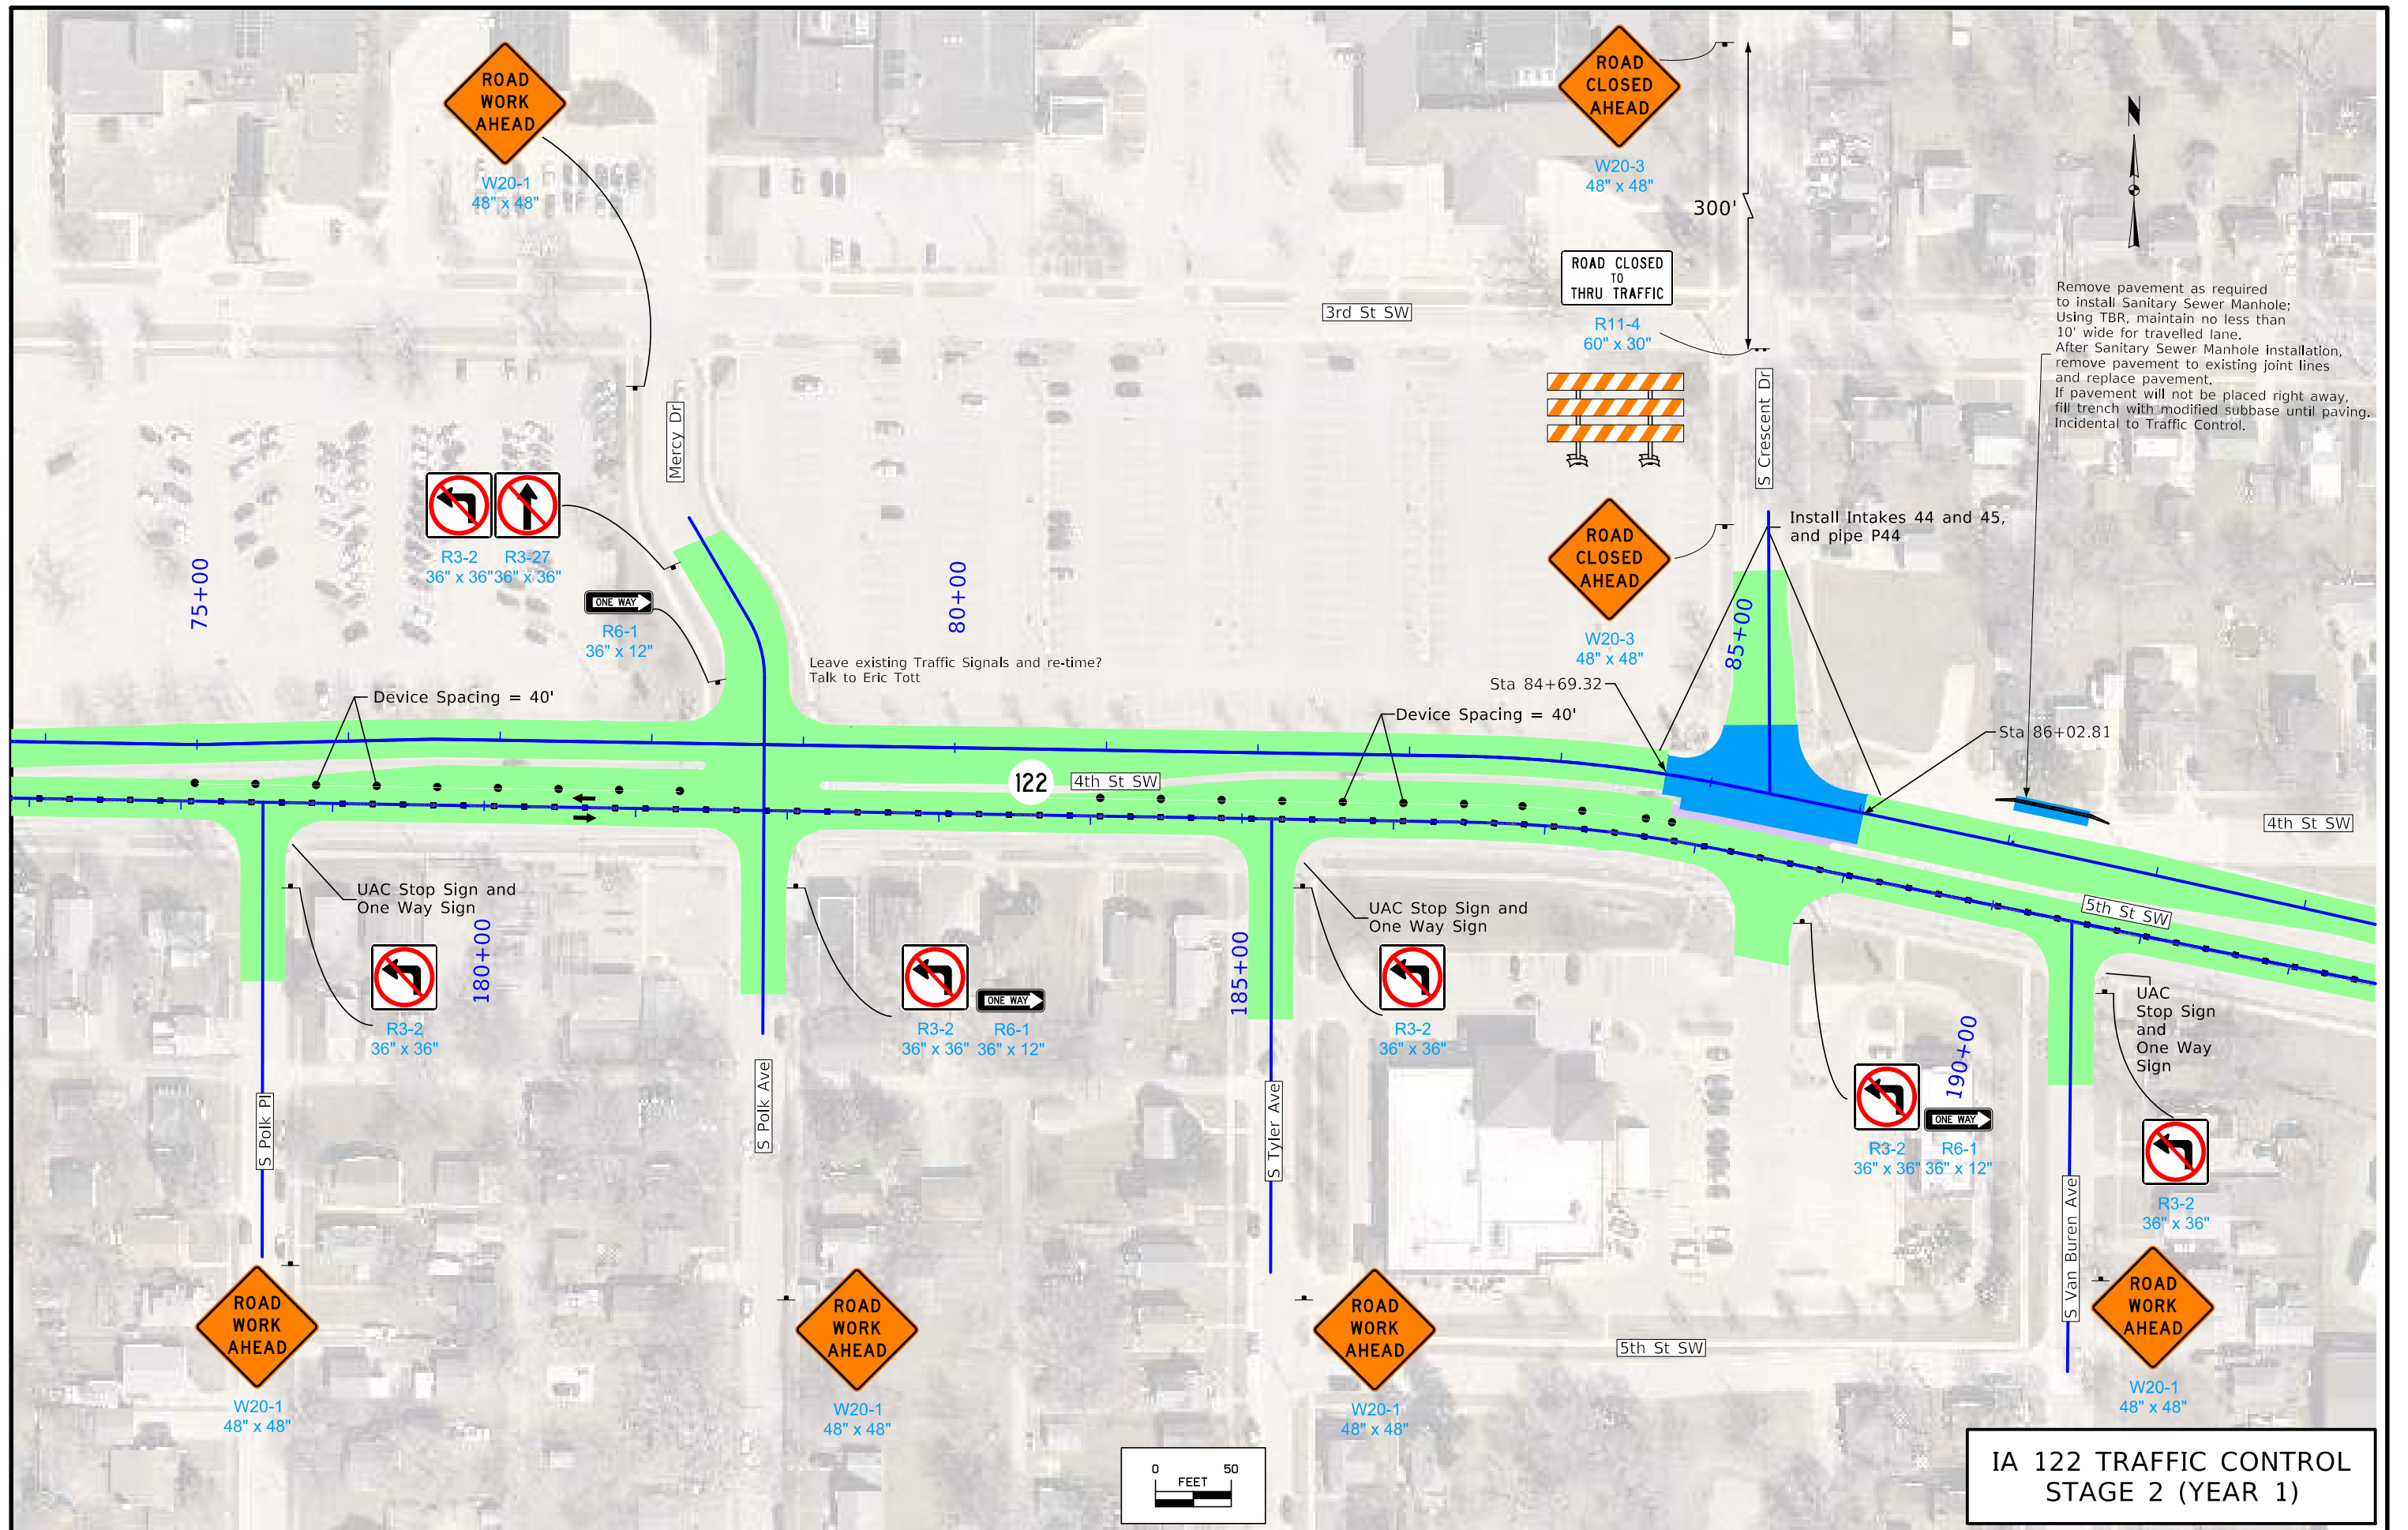 ROAD
WORK
AHEAD
W20-1
48" x 48"
ROAD
CLOSED
AHEAD
W20-3
48" x 48"
300'
N
ROAD CLOSED
TO
THRU TRAFFIC
R11-4
60" x 30"
3rd St SW
Remove pavement as required
to install Sanitary Sewer Manhole;
Using TBR, maintain no less than
10' wide for travelled lane.
After Sanitary Sewer Manhole installation,
remove pavement to existing joint lines
and replace pavement.
If pavement will not be placed right away,
fill trench with modified subbase until paving.
Incidental to Traffic Control.
Mercy Dr
S Crescent Dr
R3-2
36" x 36"
R3-27
36" x 36"
ONE WAY
R6-1
36" x 12"
75+00
80+00
85+00
ROAD
CLOSED
AHEAD
W20-3
48" x 48"
Install Intakes 44 and 45,
and pipe P44
Leave existing Traffic Signals and re-time?
Talk to Eric Tott
Device Spacing = 40'
Device Spacing = 40'
Sta 84+69.32
Sta 86+02.81
122
4th St SW
4th St SW
5th St SW
UAC Stop Sign and
One Way Sign
R3-2
36" x 36"
180+00
R3-2
36" x 36"
ONE WAY
R6-1
36" x 12"
185+00
UAC Stop Sign and
One Way Sign
R3-2
36" x 36"
190+00
R3-2
36" x 36"
ONE WAY
R6-1
36" x 12"
UAC
Stop Sign
and
One Way
Sign
R3-2
36" x 36"
S Polk Pl
S Polk Ave
S Tyler Ave
S Van Buren Ave
ROAD
WORK
AHEAD
W20-1
48" x 48"
ROAD
WORK
AHEAD
W20-1
48" x 48"
ROAD
WORK
AHEAD
W20-1
48" x 48"
5th St SW
ROAD
WORK
AHEAD
W20-1
48" x 48"
0 50
FEET
IA 122 TRAFFIC CONTROL
STAGE 2 (YEAR 1)